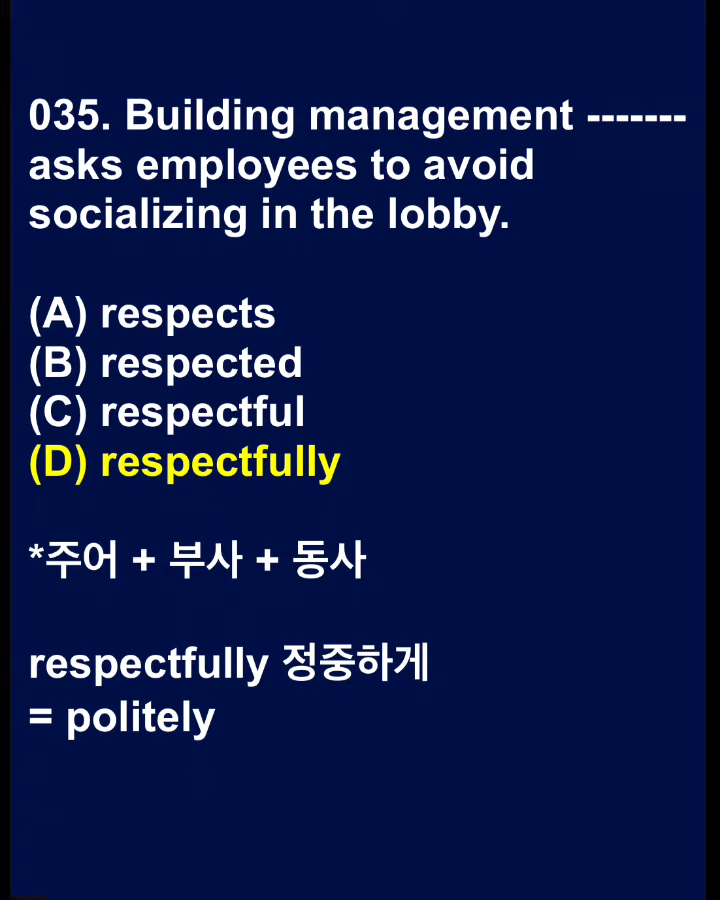 035. Building management -------
asks employees to avoid
socializing in the lobby.
(A) respects
(B) respected
(C) respectful
(D) respectfully
*주어 + 부사 + 동사
respectfully 정중하게
= politely